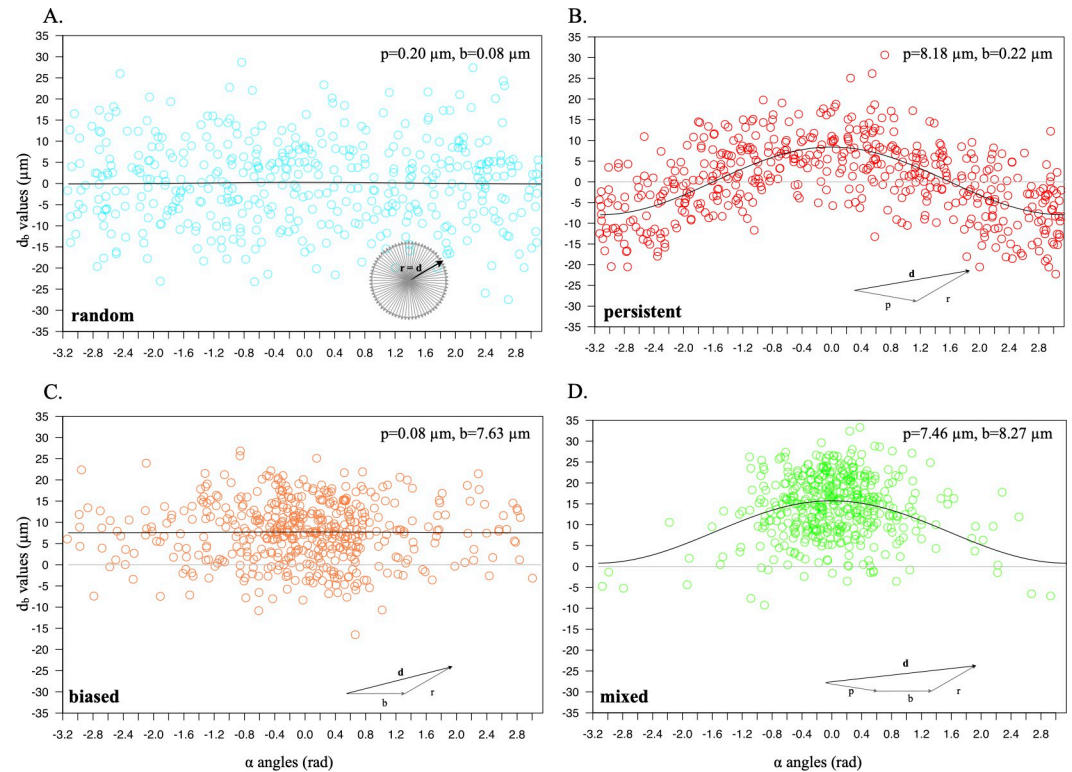 A.
p=0.20 µm, b=0.08 µm
35
30
25
20
15
10
5
0
-5
-10
-15
-20
-25
-30
-35
d_b values (µm)
r = d
random
-3.2 -2.8 -2.4 -2.0 -1.6 -1.2 -0.8 -0.4 0.0 0.4 0.8 1.2 1.6 2.0 2.4 2.8
B.
p=8.18 µm, b=0.22 µm
35
30
25
20
15
10
5
0
-5
-10
-15
-20
-25
-30
-35
d
p
r
persistent
-3.2 -2.8 -2.4 -2.0 -1.6 -1.2 -0.8 -0.4 0.0 0.4 0.8 1.2 1.6 2.0 2.4 2.8
C.
p=0.08 µm, b=7.63 µm
35
30
25
20
15
10
5
0
-5
-10
-15
-20
-25
-30
-35
d_b values (µm)
d
b
r
biased
-3.2 -2.8 -2.4 -2.0 -1.6 -1.2 -0.8 -0.4 0.0 0.4 0.8 1.2 1.6 2.0 2.4 2.8
α angles (rad)
D.
p=7.46 µm, b=8.27 µm
35
30
25
20
15
10
5
0
-5
-10
-15
-20
-25
-30
-35
d
p
b
r
mixed
-3.2 -2.8 -2.4 -2.0 -1.6 -1.2 -0.8 -0.4 0.0 0.4 0.8 1.2 1.6 2.0 2.4 2.8
α angles (rad)